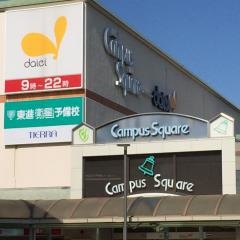 daiei
9時～22時
東進衛星予備校
TIERRA
Campus
Square
daiei
Campus Square
Campus Square